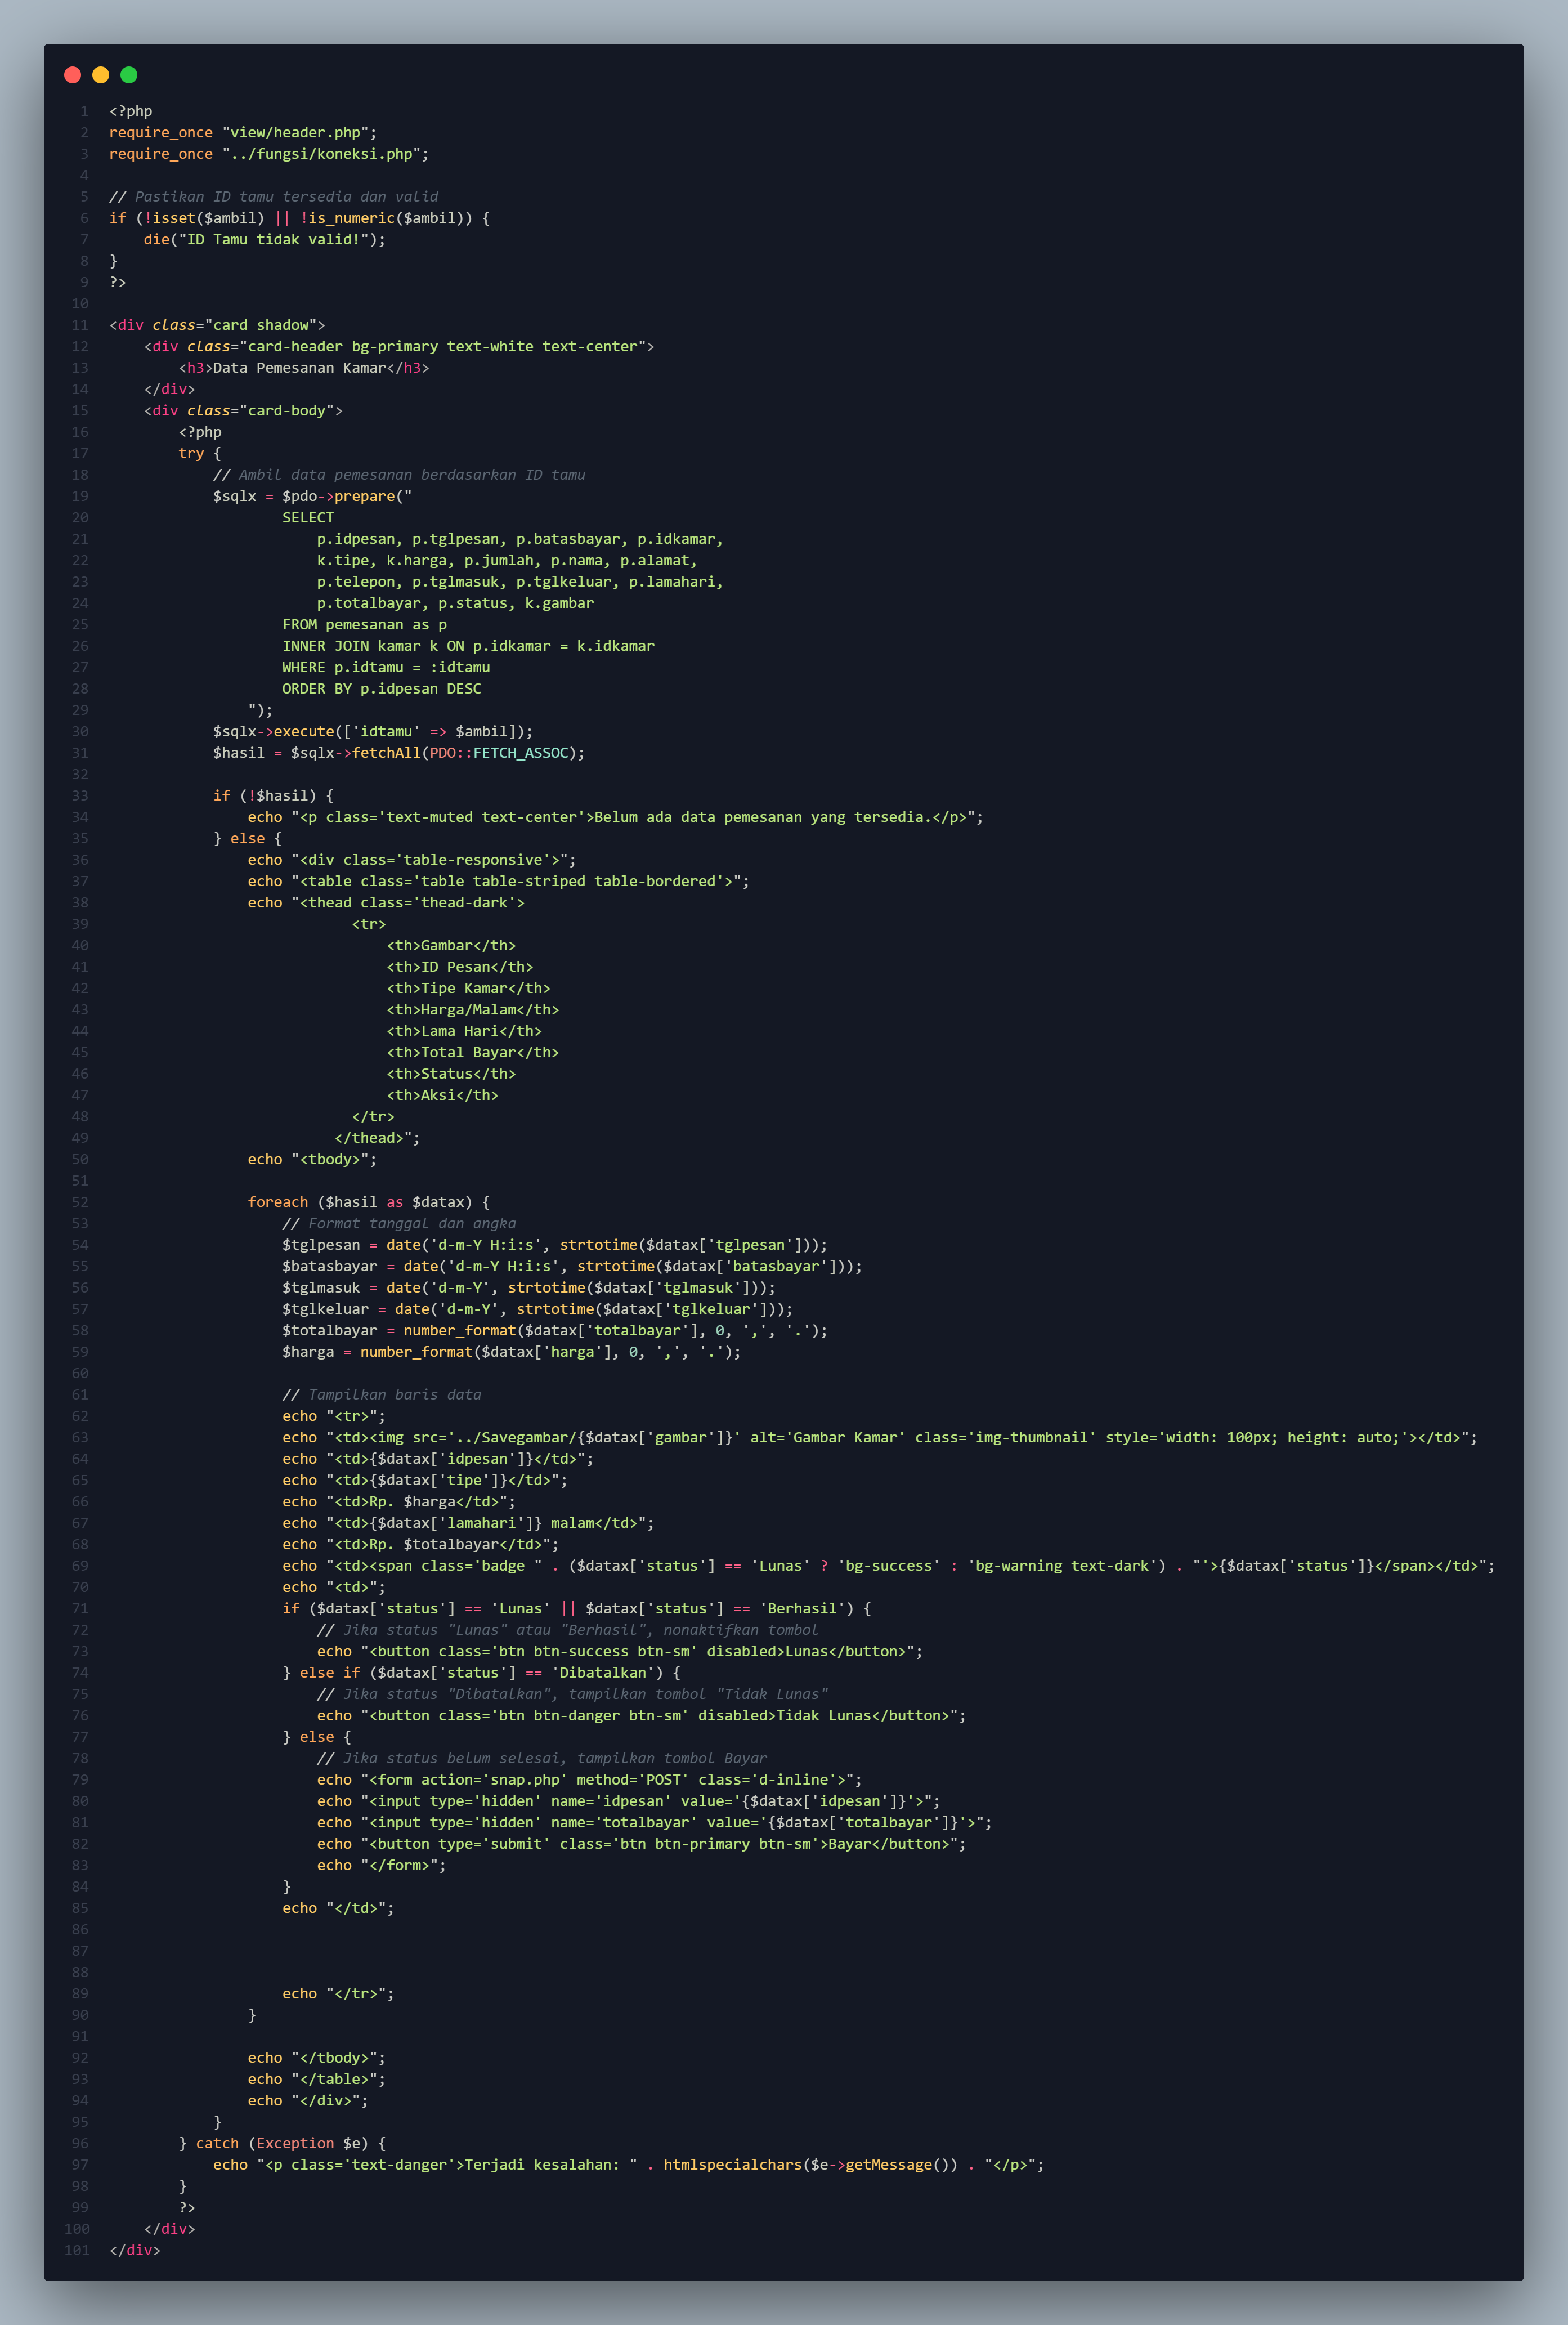 1 <?php
2 require_once "view/header.php";
3 require_once "../fungsi/koneksi.php";
4
5 // Pastikan ID tamu tersedia dan valid
6 if (!isset($ambil) || !is_numeric($ambil)) {
7     die("ID Tamu tidak valid!");
8 }
9 ?>
10
11 <div class="card shadow">
12     <div class="card-header bg-primary text-white text-center">
13         <h3>Data Pemesanan Kamar</h3>
14     </div>
15     <div class="card-body">
16         <?php
17         try {
18             // Ambil data pemesanan berdasarkan ID tamu
19             $sqlx = $pdo->prepare("
20                     SELECT
21                         p.idpesan, p.tglpesan, p.batasbayar, p.idkamar,
22                         k.tipe, k.harga, p.jumlah, p.nama, p.alamat,
23                         p.telepon, p.tglmasuk, p.tglkeluar, p.lamahari,
24                         p.totalbayar, p.status, k.gambar
25                     FROM pemesanan as p
26                     INNER JOIN kamar k ON p.idkamar = k.idkamar
27                     WHERE p.idtamu = :idtamu
28                     ORDER BY p.idpesan DESC
29                 ");
30             $sqlx->execute(['idtamu' => $ambil]);
31             $hasil = $sqlx->fetchAll(PDO::FETCH_ASSOC);
32
33             if (!$hasil) {
34                 echo "<p class='text-muted text-center'>Belum ada data pemesanan yang tersedia.</p>";
35             } else {
36                 echo "<div class='table-responsive'>";
37                 echo "<table class='table table-striped table-bordered'>";
38                 echo "<thead class='thead-dark'>
39                             <tr>
40                                 <th>Gambar</th>
41                                 <th>ID Pesan</th>
42                                 <th>Tipe Kamar</th>
43                                 <th>Harga/Malam</th>
44                                 <th>Lama Hari</th>
45                                 <th>Total Bayar</th>
46                                 <th>Status</th>
47                                 <th>Aksi</th>
48                             </tr>
49                           </thead>";
50                 echo "<tbody>";
51
52                 foreach ($hasil as $datax) {
53                     // Format tanggal dan angka
54                     $tglpesan = date('d-m-Y H:i:s', strtotime($datax['tglpesan']));
55                     $batasbayar = date('d-m-Y H:i:s', strtotime($datax['batasbayar']));
56                     $tglmasuk = date('d-m-Y', strtotime($datax['tglmasuk']));
57                     $tglkeluar = date('d-m-Y', strtotime($datax['tglkeluar']));
58                     $totalbayar = number_format($datax['totalbayar'], 0, ',', '.');
59                     $harga = number_format($datax['harga'], 0, ',', '.');
60
61                     // Tampilkan baris data
62                     echo "<tr>";
63                     echo "<td><img src='../Savegambar/{$datax['gambar']}' alt='Gambar Kamar' class='img-thumbnail' style='width: 100px; height: auto;'></td>";
64                     echo "<td>{$datax['idpesan']}</td>";
65                     echo "<td>{$datax['tipe']}</td>";
66                     echo "<td>Rp. $harga</td>";
67                     echo "<td>{$datax['lamahari']} malam</td>";
68                     echo "<td>Rp. $totalbayar</td>";
69                     echo "<td><span class='badge " . ($datax['status'] == 'Lunas' ? 'bg-success' : 'bg-warning text-dark') . "'>{$datax['status']}</span></td>";
70                     echo "<td>";
71                     if ($datax['status'] == 'Lunas' || $datax['status'] == 'Berhasil') {
72                         // Jika status "Lunas" atau "Berhasil", nonaktifkan tombol
73                         echo "<button class='btn btn-success btn-sm' disabled>Lunas</button>";
74                     } else if ($datax['status'] == 'Dibatalkan') {
75                         // Jika status "Dibatalkan", tampilkan tombol "Tidak Lunas"
76                         echo "<button class='btn btn-danger btn-sm' disabled>Tidak Lunas</button>";
77                     } else {
78                         // Jika status belum selesai, tampilkan tombol Bayar
79                         echo "<form action='snap.php' method='POST' class='d-inline'>";
80                         echo "<input type='hidden' name='idpesan' value='{$datax['idpesan']}'>";
81                         echo "<input type='hidden' name='totalbayar' value='{$datax['totalbayar']}'>";
82                         echo "<button type='submit' class='btn btn-primary btn-sm'>Bayar</button>";
83                         echo "</form>";
84                     }
85                     echo "</td>";
86
87
88
89                     echo "</tr>";
90                 }
91
92                 echo "</tbody>";
93                 echo "</table>";
94                 echo "</div>";
95             }
96         } catch (Exception $e) {
97             echo "<p class='text-danger'>Terjadi kesalahan: " . htmlspecialchars($e->getMessage()) . "</p>";
98         }
99         ?>
100     </div>
101 </div>